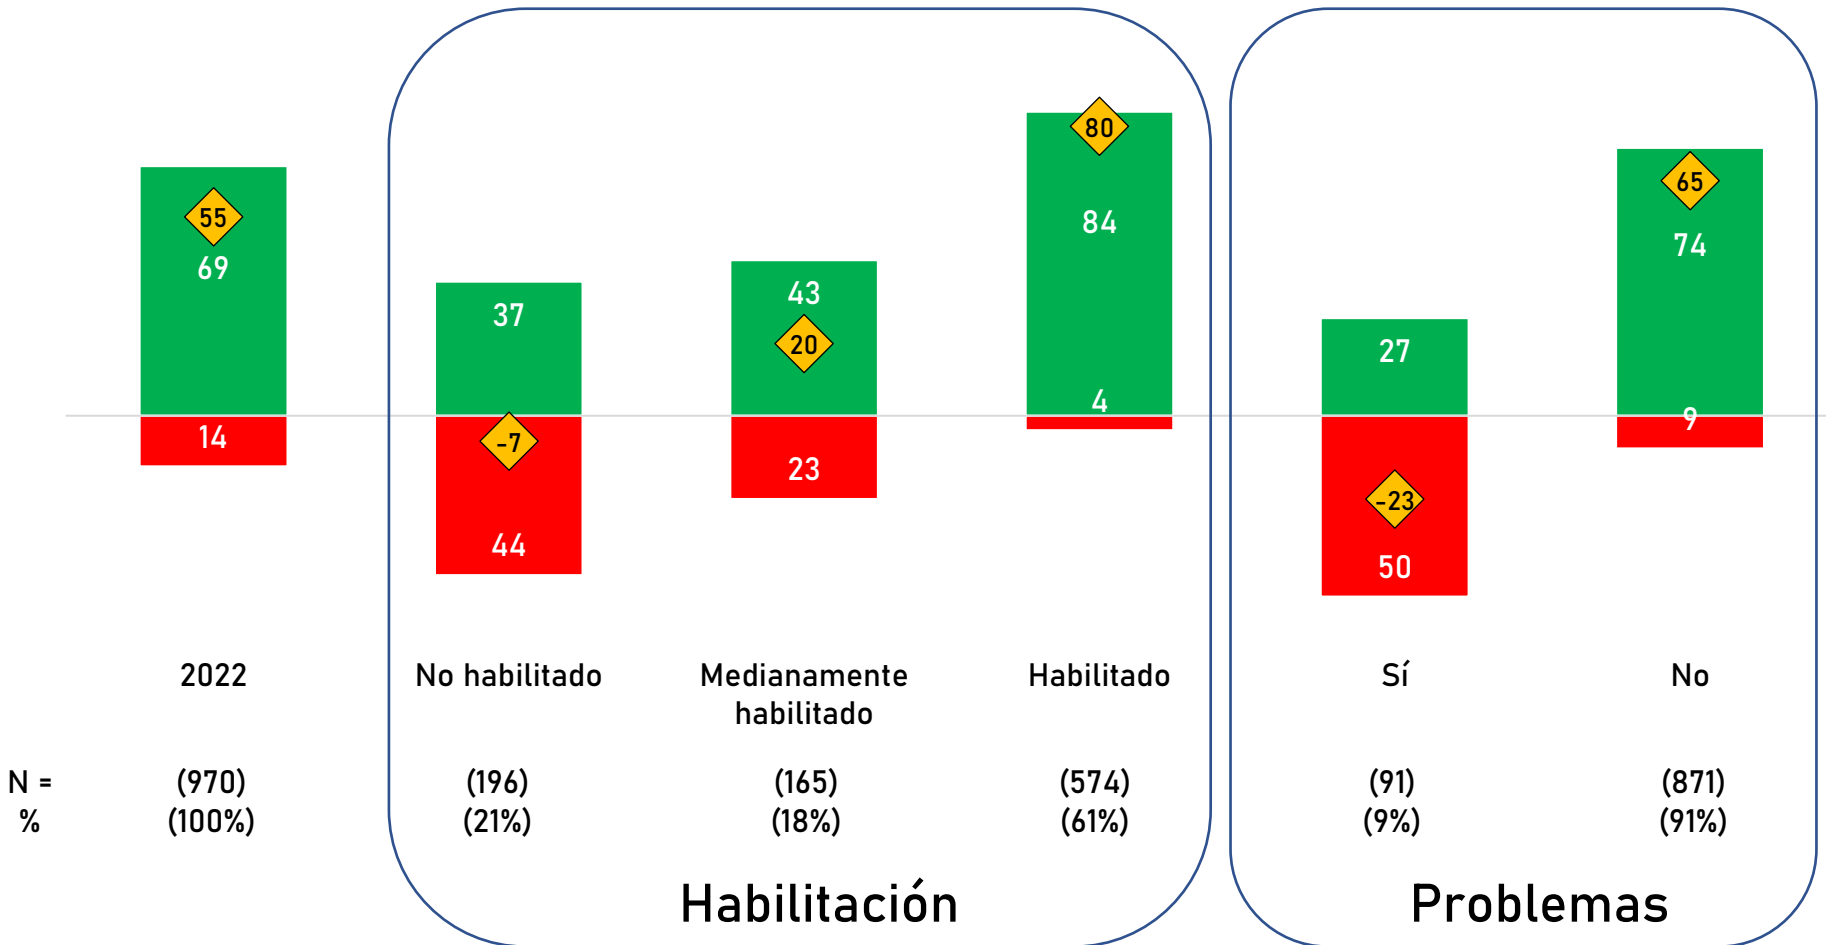 80
55
65
84
69
74
37
43
27
20
4
14
-7
9
23
-23
44
50
2022
No habilitado
Medianamente
habilitado
Habilitado
Sí
No
N = (970) (196) (165) (574) (91) (871)
% (100%) (21%) (18%) (61%) (9%) (91%)
Habilitación
Problemas